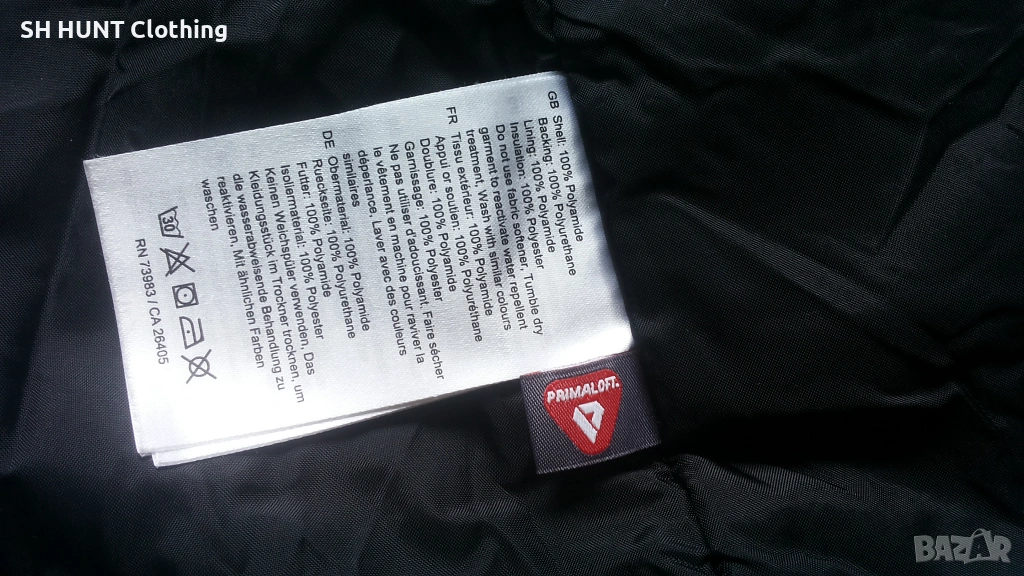 SH HUNT Clothing
GB Shell: 100% Polyamide
Backing: 100% Polyurethane
Lining: 100% Polyamide
Insulation: 100% Polyester
Do not use fabric softener, Tumble dry
garment to reactivate water repellent
treatment, Wash with similar colours
FR Tissu extérieur: 100% Polyamide
Appui or soutien: 100% Polyuréthane
Doublure: 100% Polyamide
Garnissage: 100% Polyester
Ne pas utiliser d'adoucissant, Faire sécher
le vêtement en machine pour raviver la
déperlance, Laver avec des couleurs
similaires
DE Obermaterial: 100% Polyamide
Rueckseite: 100% Polyurethane
Futter: 100% Polyamide
Isoliermaterial: 100% Polyester
Keinen Weichspüler verwenden, Das
Kleidungsstück im Trockner trocknen, um
die wasserabweisende Behandlung zu
reaktivieren, Mit ähnlichen Farben
waschen
30
RN 73983 / CA 26405
PRIMALOFT.
BAZAR